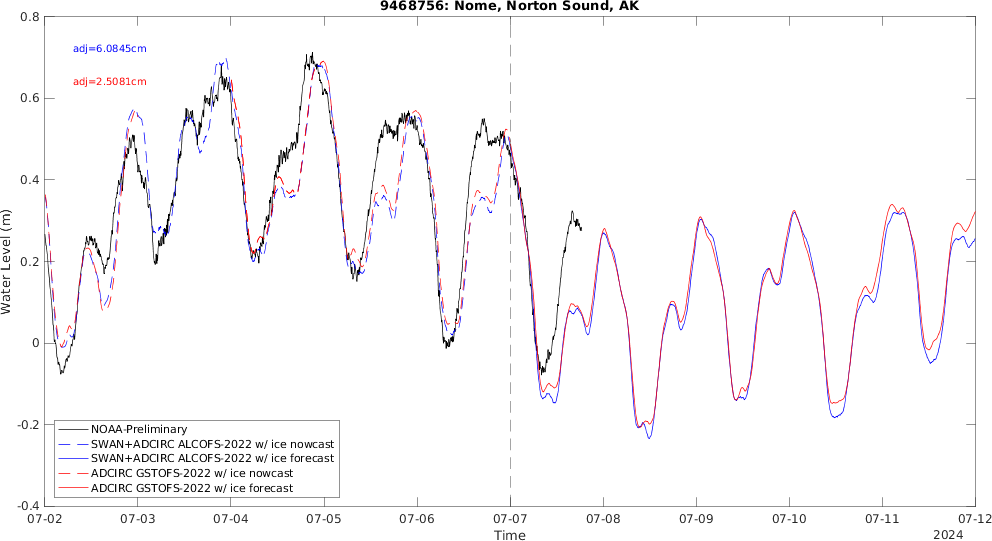 9468756: Nome, Norton Sound, AK
0.8
adj=6.0845cm
adj=2.5081cm
0.6
0.4
0.2
0
-0.2
-0.4
Water Level (m)
NOAA-Preliminary
SWAN+ADCIRC ALCOFS-2022 w/ ice nowcast
SWAN+ADCIRC ALCOFS-2022 w/ ice forecast
ADCIRC GSTOFS-2022 w/ ice nowcast
ADCIRC GSTOFS-2022 w/ ice forecast
07-02 07-03 07-04 07-05 07-06 07-07 07-08 07-09 07-10 07-11 07-12
Time
2024